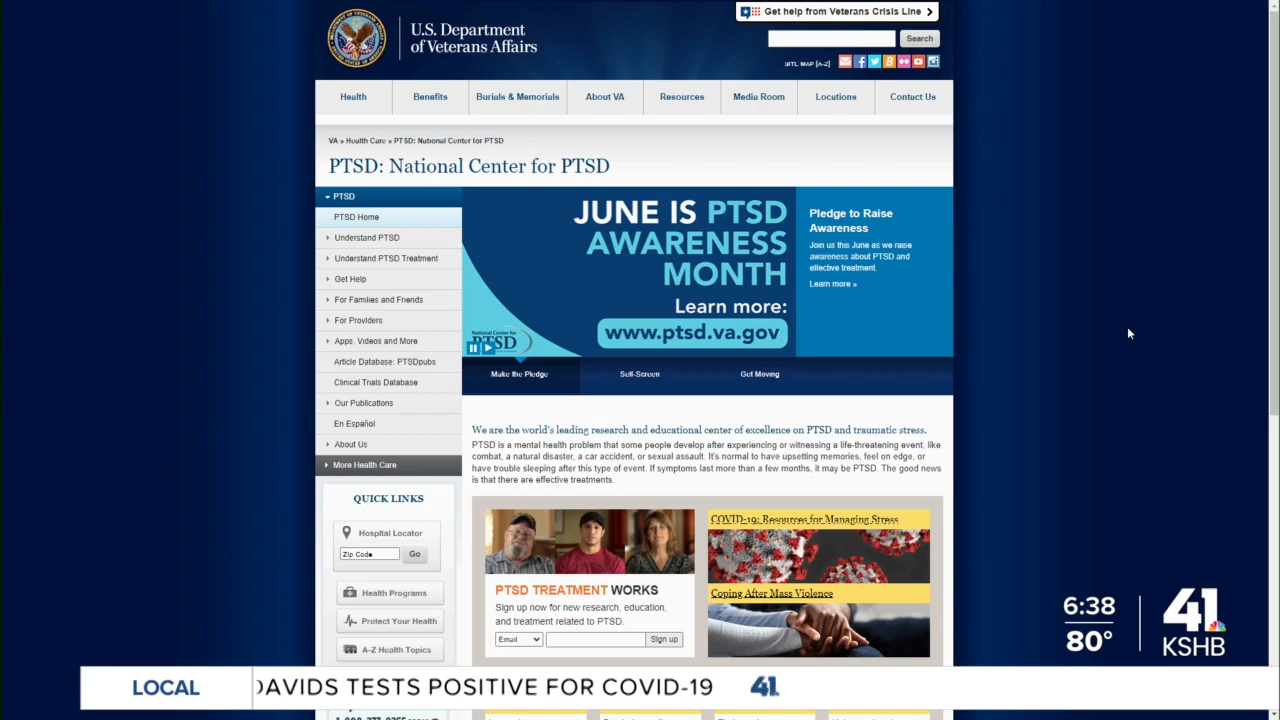 Get help from Veterans Crisis Line
U.S. Department
of Veterans Affairs
Search
SITE MAP [A-Z]
Health
Benefits
Burials & Memorials
About VA
Resources
Media Room
Locations
Contact Us
VA » Health Care » PTSD: National Center for PTSD
PTSD: National Center for PTSD
PTSD
PTSD Home
Understand PTSD
Understand PTSD Treatment
Get Help
For Families and Friends
For Providers
Apps, Videos and More
Article Database: PTSDpubs
Clinical Trials Database
Our Publications
En Español
About Us
More Health Care
JUNE IS PTSD
AWARENESS
MONTH
Learn more:
www.ptsd.va.gov
National Center for
PTSD
Pledge to Raise
Awareness
Join us this June as we raise
awareness about PTSD and
effective treatment.
Learn more »
Make the Pledge
Self-Screen
Get Moving
We are the world's leading research and educational center of excellence on PTSD and traumatic stress.
PTSD is a mental health problem that some people develop after experiencing or witnessing a life-threatening event, like
combat, a natural disaster, a car accident, or sexual assault. It's normal to have upsetting memories, feel on edge, or
have trouble sleeping after this type of event. If symptoms last more than a few months, it may be PTSD. The good news
is that there are effective treatments.
QUICK LINKS
Hospital Locator
Zip Code
Go
Health Programs
Protect Your Health
A-Z Health Topics
PTSD TREATMENT WORKS
Sign up now for new research, education,
and treatment related to PTSD.
Email
Sign up
COVID-19: Resources for Managing Stress
Coping After Mass Violence
6:38
80°
41
KSHB
LOCAL
DAVIDS TESTS POSITIVE FOR COVID-19
41